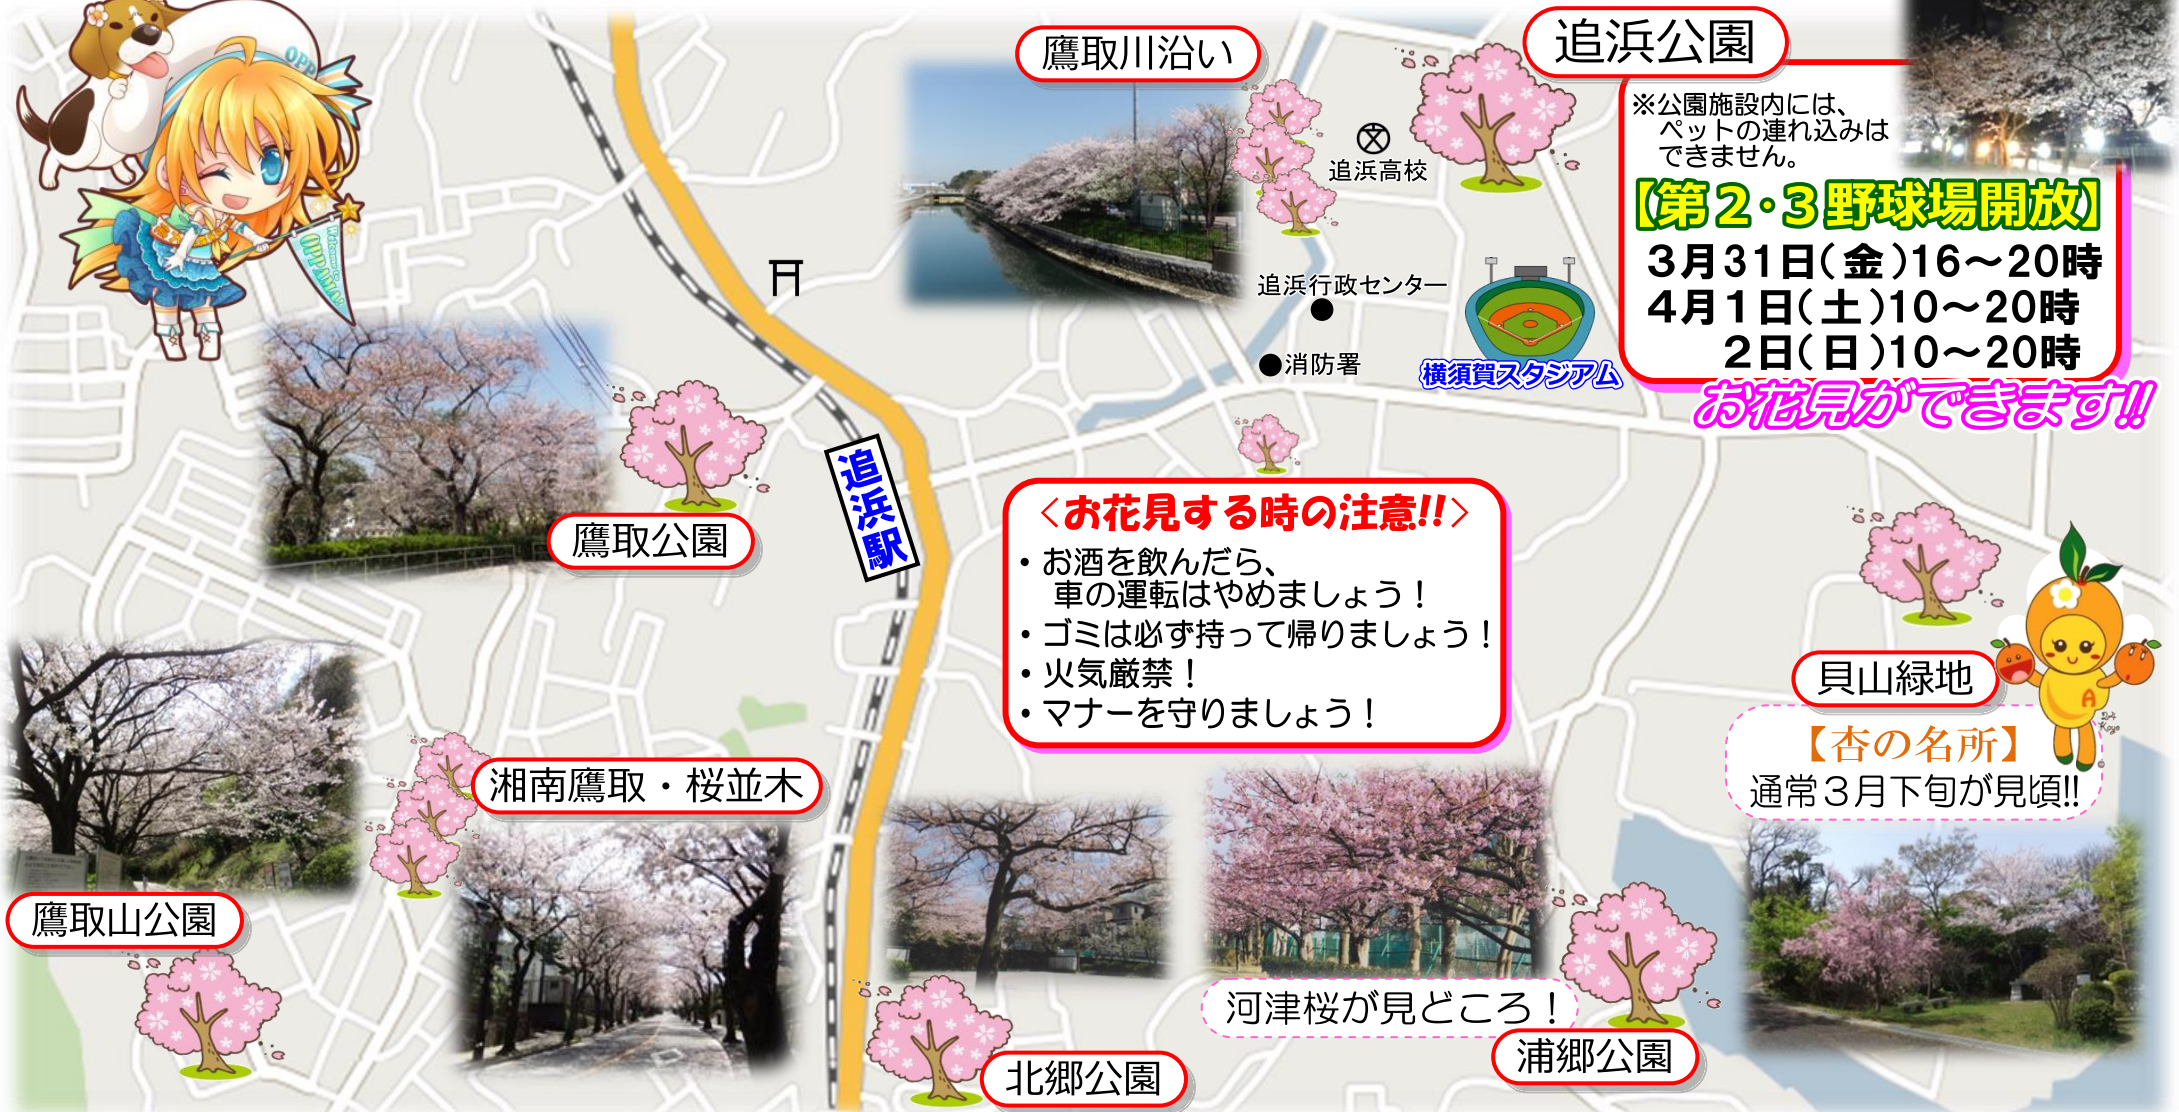 OPP
Welcome to
OPPAMA!
鷹取川沿い
追浜公園
※公園施設内には、
ペットの連れ込みは
できません。
【第２・３野球場開放】
３月31日(金)16～20時
４月１日(土)10～20時
２日(日)10～20時
お花見ができます!!
文
追浜高校
追浜行政センター
●消防署
横須賀スタジアム
鷹取公園
追浜駅
＜お花見する時の注意!!＞
・お酒を飲んだら、
車の運転はやめましょう！
・ゴミは必ず持って帰りましょう！
・火気厳禁！
・マナーを守りましょう！
貝山緑地
A
【杏の名所】
通常３月下旬が見頃!!
湘南鷹取・桜並木
鷹取山公園
河津桜が見どころ！
浦郷公園
北郷公園